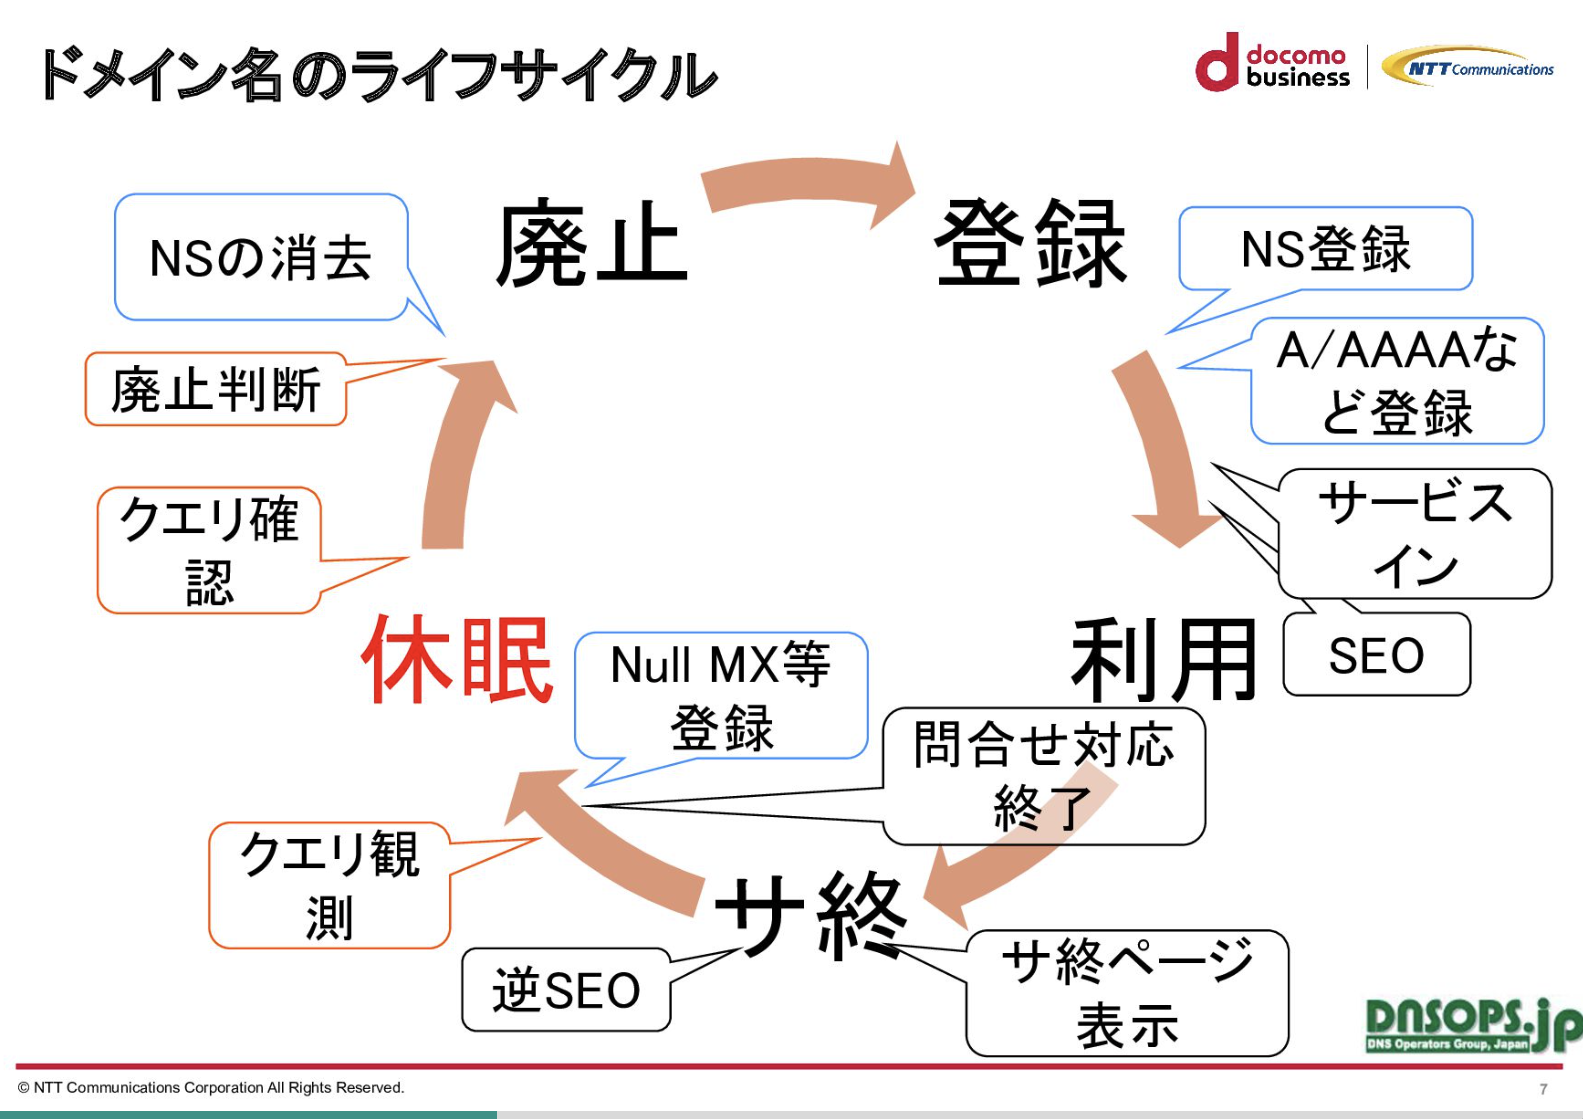 ドメイン名のライフサイクル
docomo
business
NTT Communications
廃止
登録
NSの消去
NS登録
A/AAAAな
ど登録
廃止判断
サービス
イン
クエリ確
認
SEO
休眠
利用
Null MX等
登録
問合せ対応
終了
クエリ観
測
サ終
逆SEO
サ終ページ
表示
DNSOPS.jp
DNS Operators Group, Japan
© NTT Communications Corporation All Rights Reserved.
7